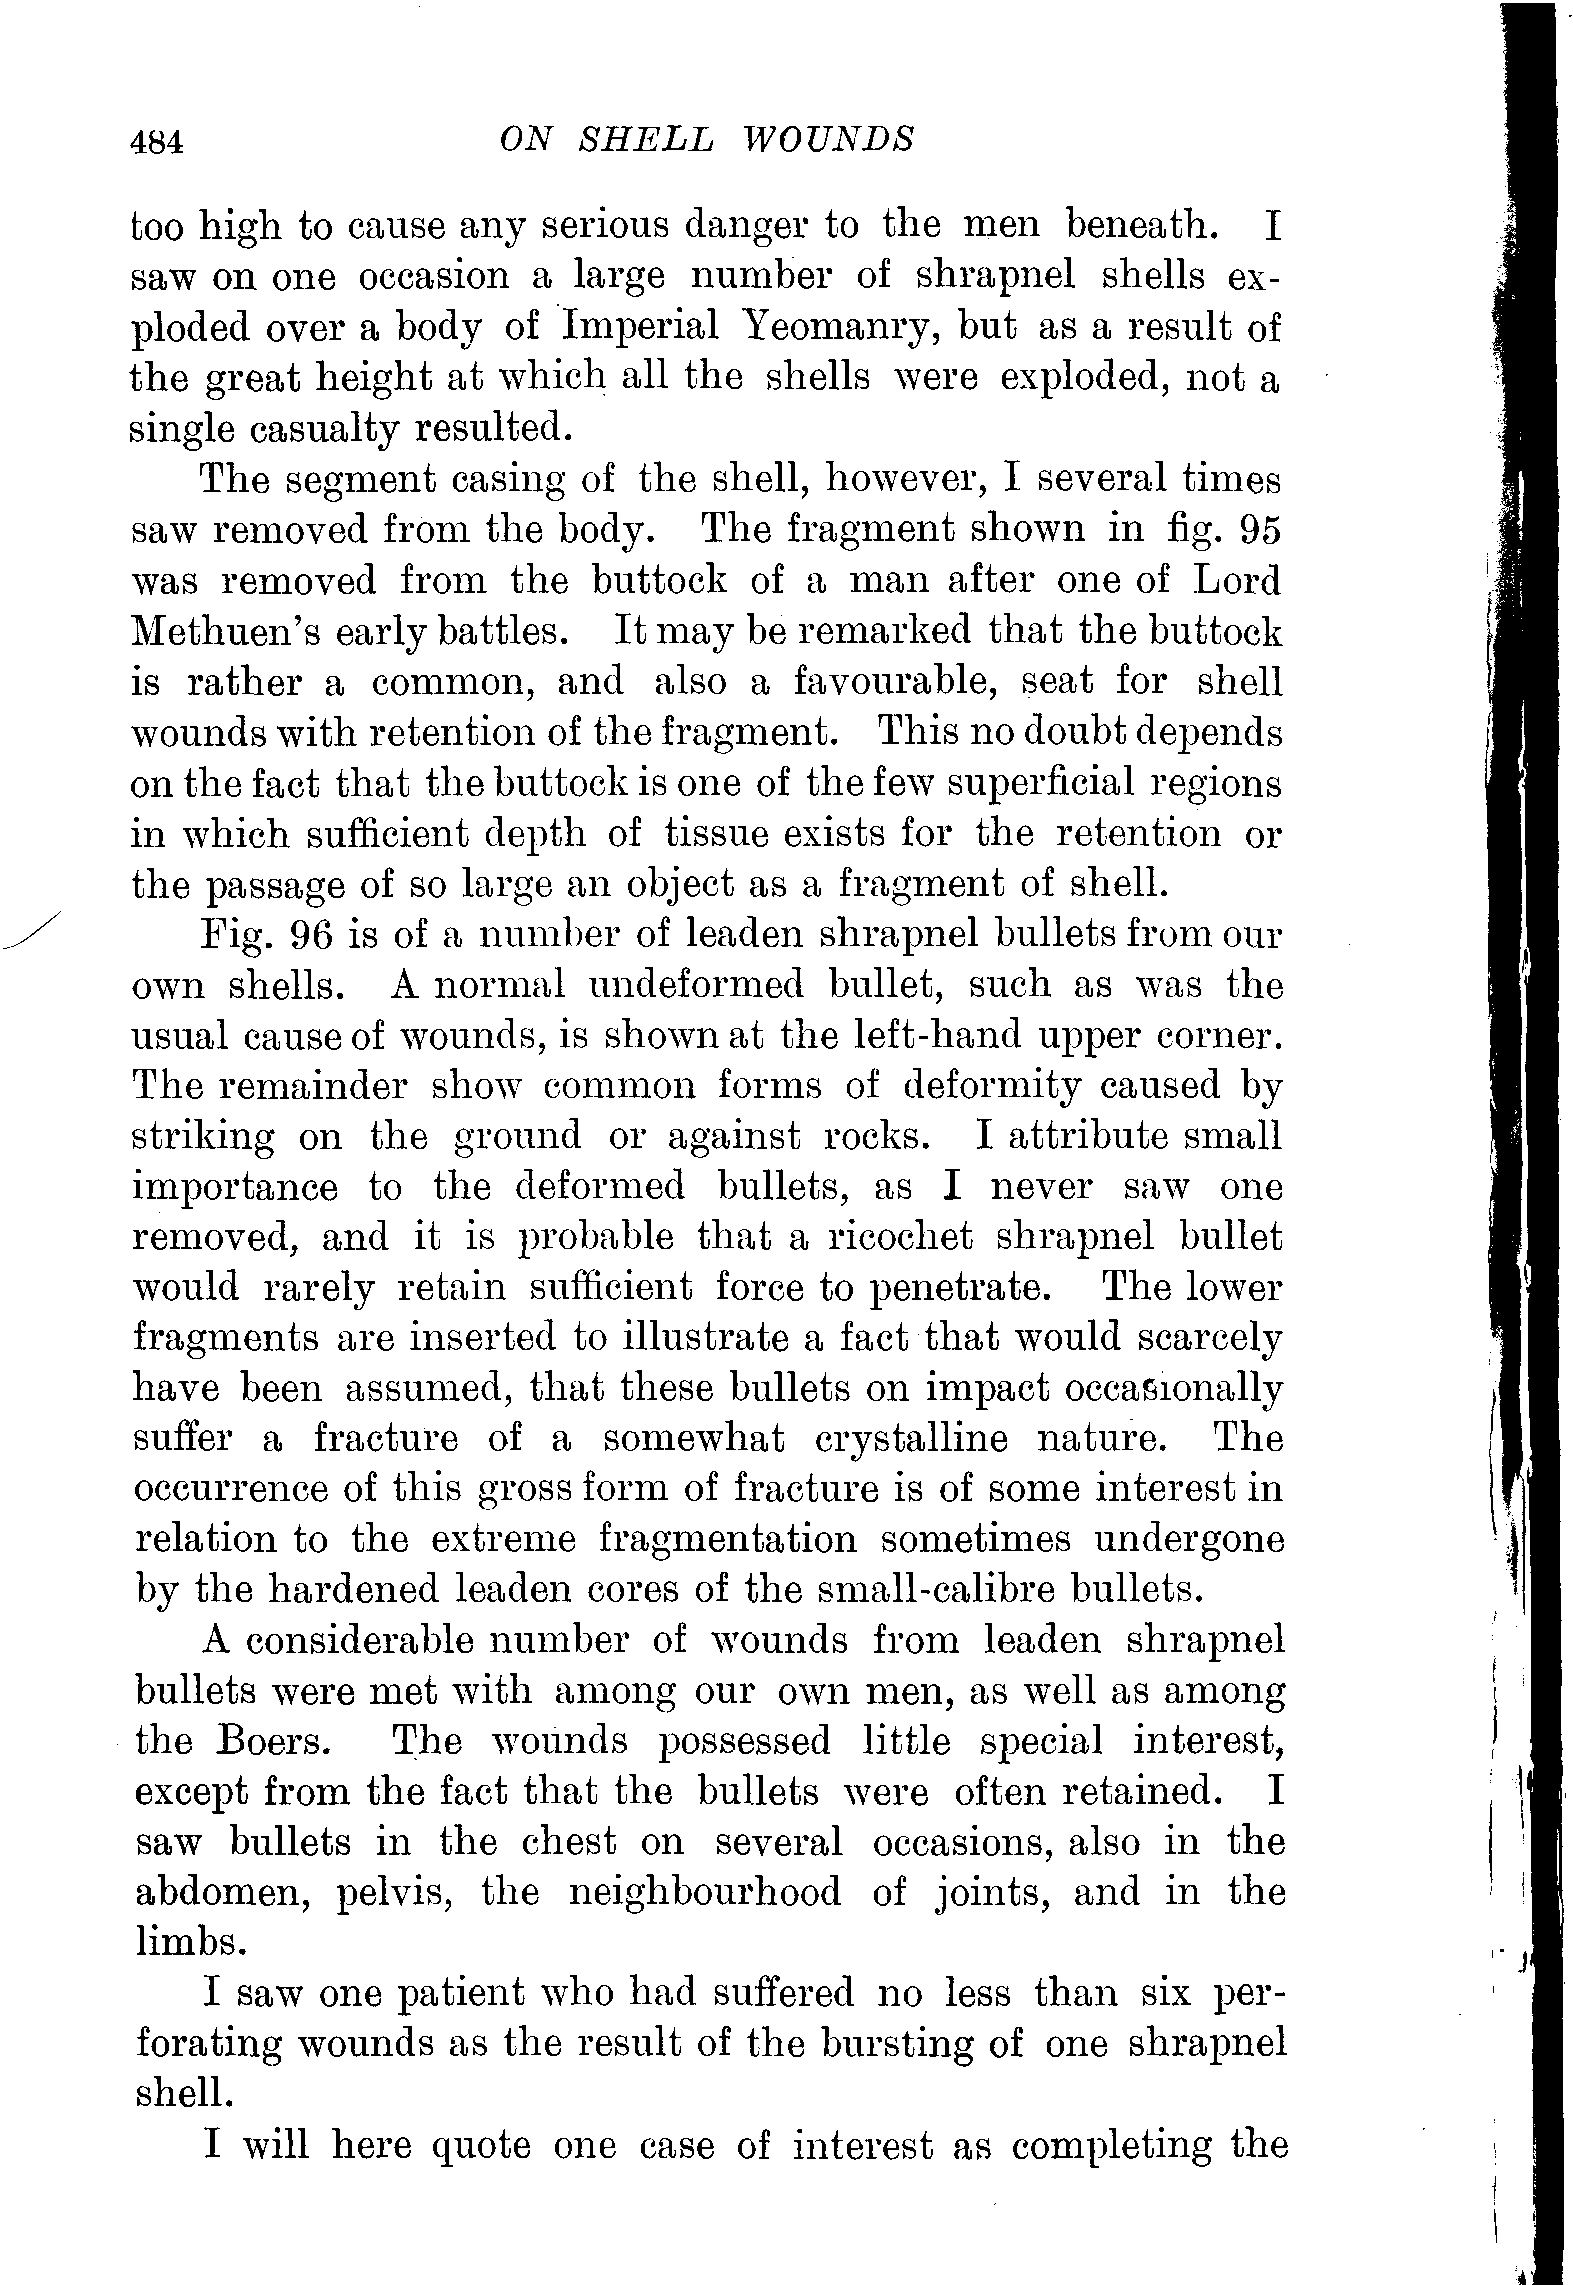 484 ON SHELL WOUNDS
too high to cause any serious danger to the men beneath. I
saw on one occasion a large number of shrapnel shells ex-
ploded over a body of Imperial Yeomanry, but as a result of
the great height at which all the shells were exploded, not a
single casualty resulted.
The segment casing of the shell, however, I several times
saw removed from the body. The fragment shown in fig. 95
was removed from the buttock of a man after one of Lord
Methuen's early battles. It may be remarked that the buttock
is rather a common, and also a favourable, seat for shell
wounds with retention of the fragment. This no doubt depends
on the fact that the buttock is one of the few superficial regions
in which sufficient depth of tissue exists for the retention or
the passage of so large an object as a fragment of shell.
Fig. 96 is of a number of leaden shrapnel bullets from our
own shells. A normal undeformed bullet, such as was the
usual cause of wounds, is shown at the left-hand upper corner.
The remainder show common forms of deformity caused by
striking on the ground or against rocks. I attribute small
importance to the deformed bullets, as I never saw one
removed, and it is probable that a ricochet shrapnel bullet
would rarely retain sufficient force to penetrate. The lower
fragments are inserted to illustrate a fact that would scarcely
have been assumed, that these bullets on impact occasionally
suffer a fracture of a somewhat crystalline nature. The
occurrence of this gross form of fracture is of some interest in
relation to the extreme fragmentation sometimes undergone
by the hardened leaden cores of the small-calibre bullets.
A considerable number of wounds from leaden shrapnel
bullets were met with among our own men, as well as among
the Boers. The wounds possessed little special interest,
except from the fact that the bullets were often retained. I
saw bullets in the chest on several occasions, also in the
abdomen, pelvis, the neighbourhood of joints, and in the
limbs.
I saw one patient who had suffered no less than six per-
forating wounds as the result of the bursting of one shrapnel
shell.
I will here quote one case of interest as completing the